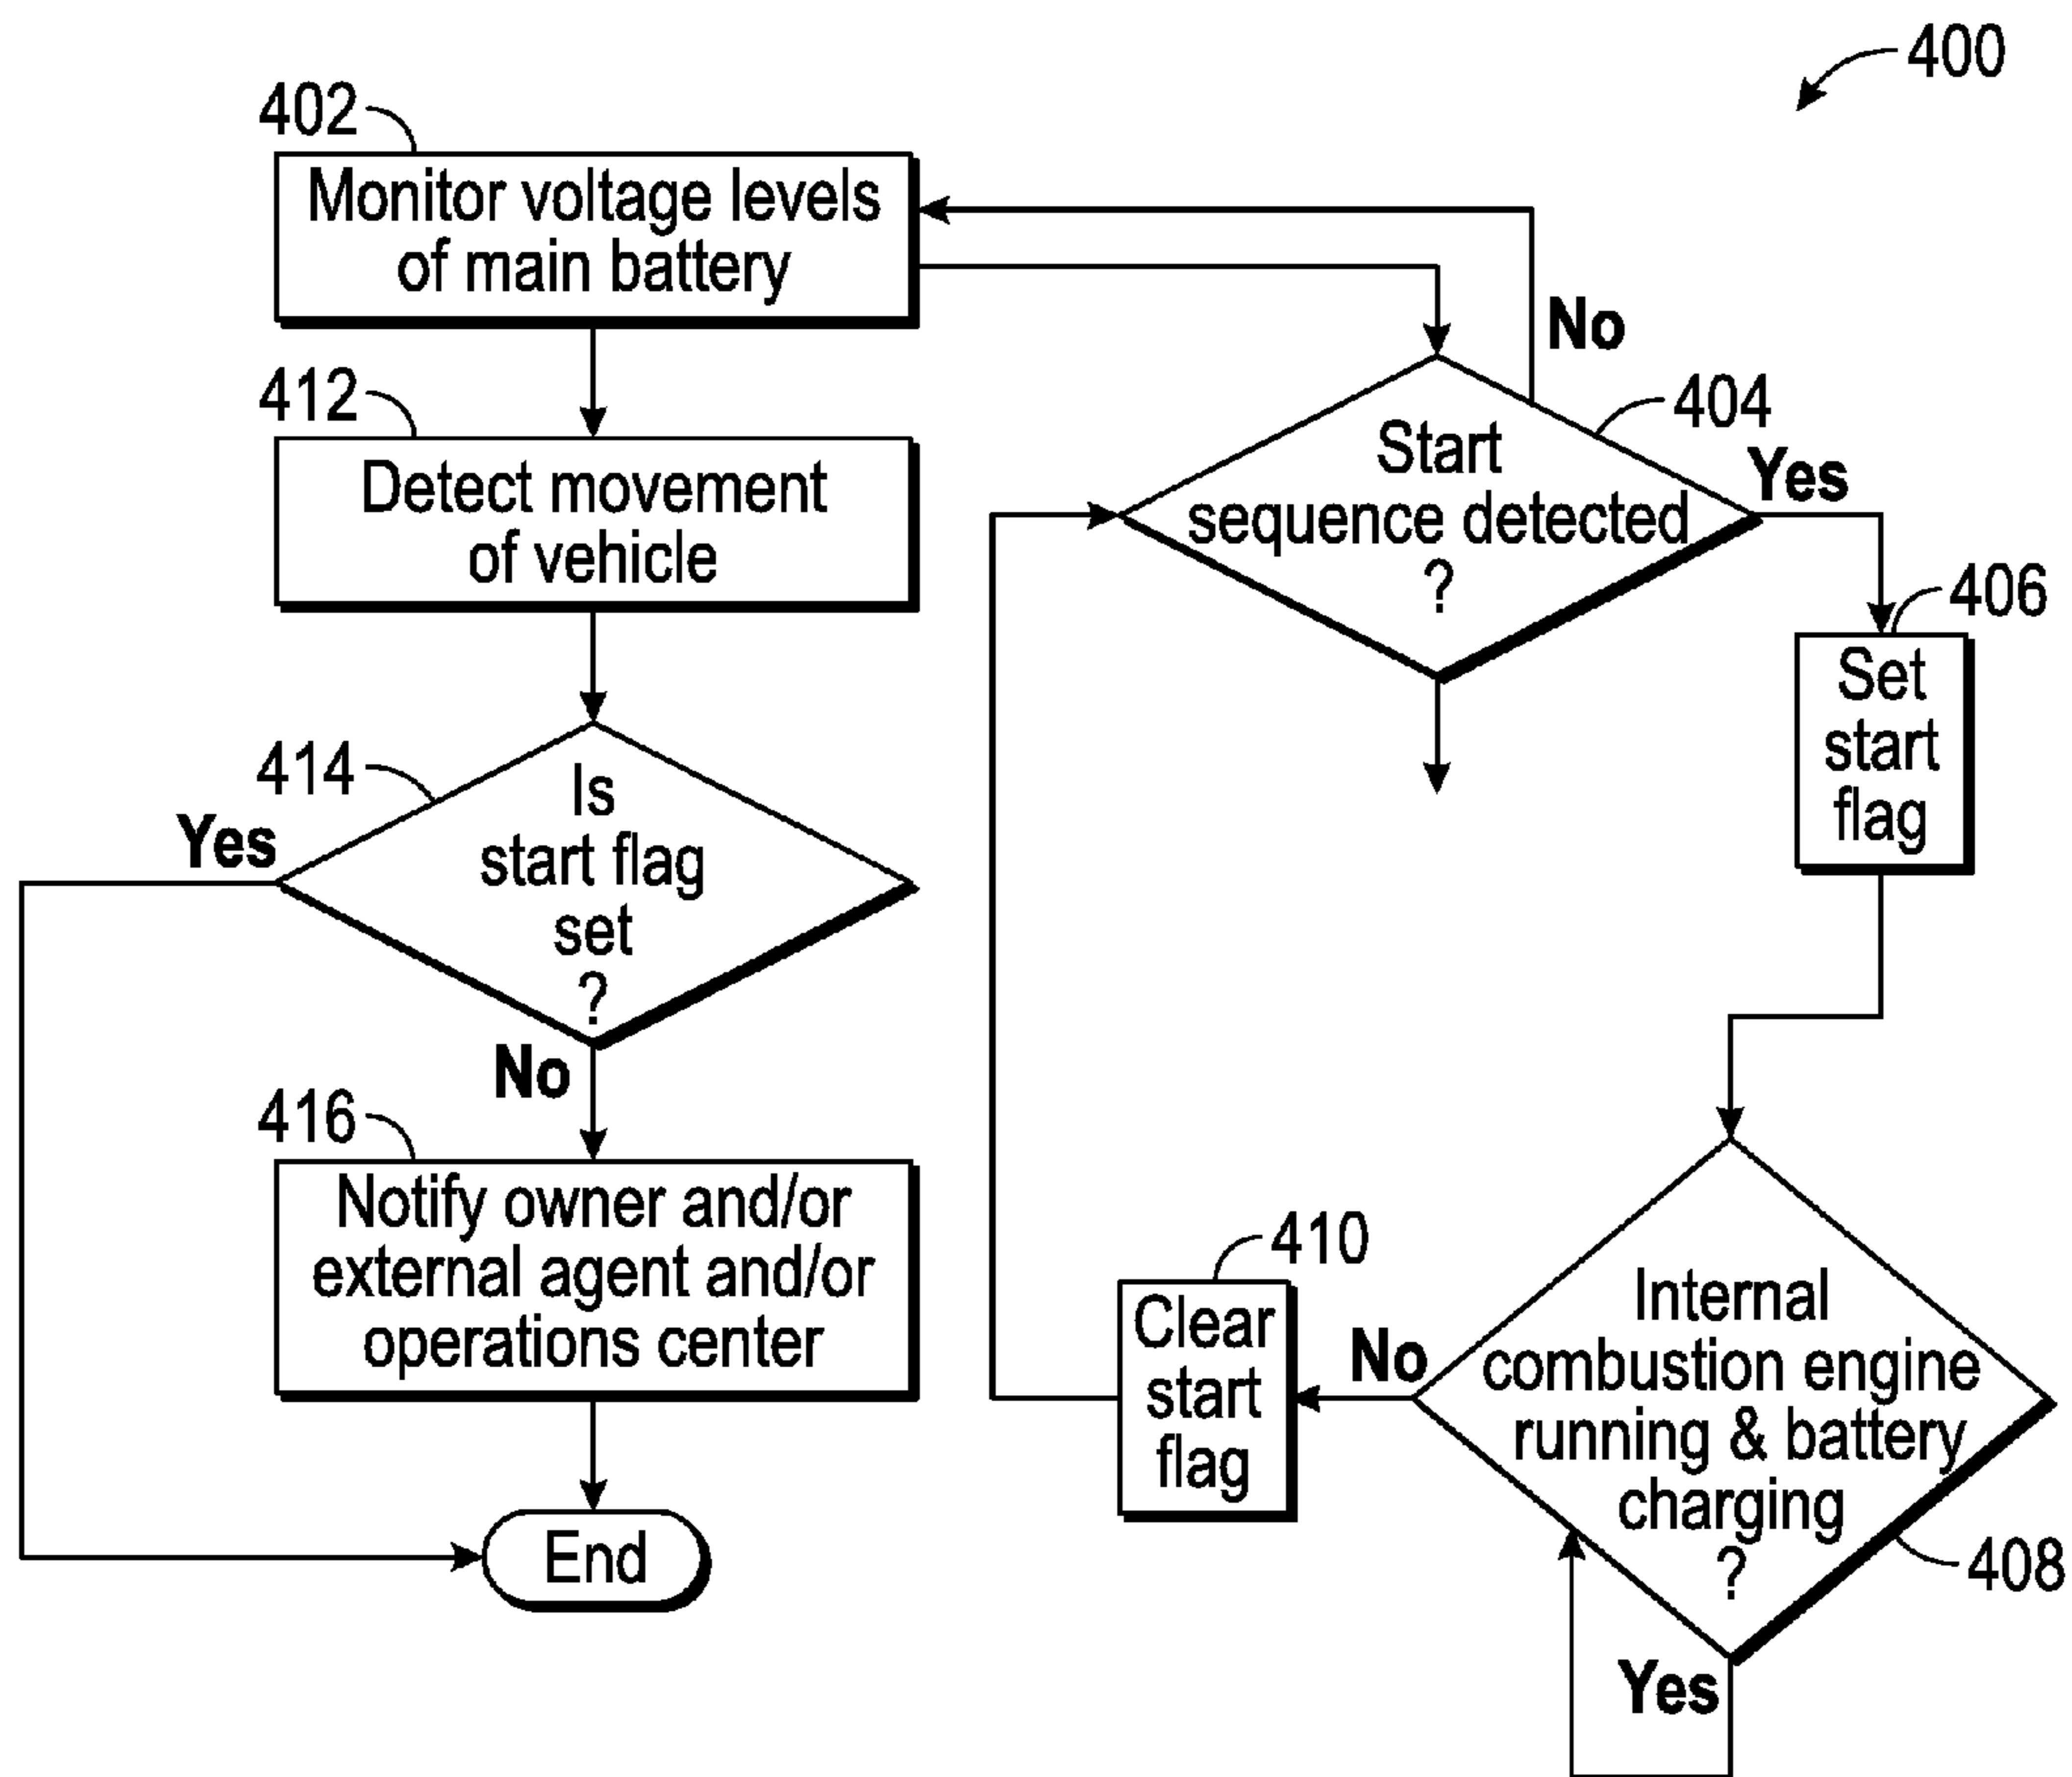 400
402
Monitor voltage levels
of main battery
No
412
404
Detect movement
of vehicle
Start
sequence detected
?
Yes
406
Set
start
flag
414
Is
start flag
set
?
Yes
No
416
Notify owner and/or
external agent and/or
operations center
410
Clear
start
flag
No
Internal
combustion engine
running & battery
charging
?
408
Yes
End